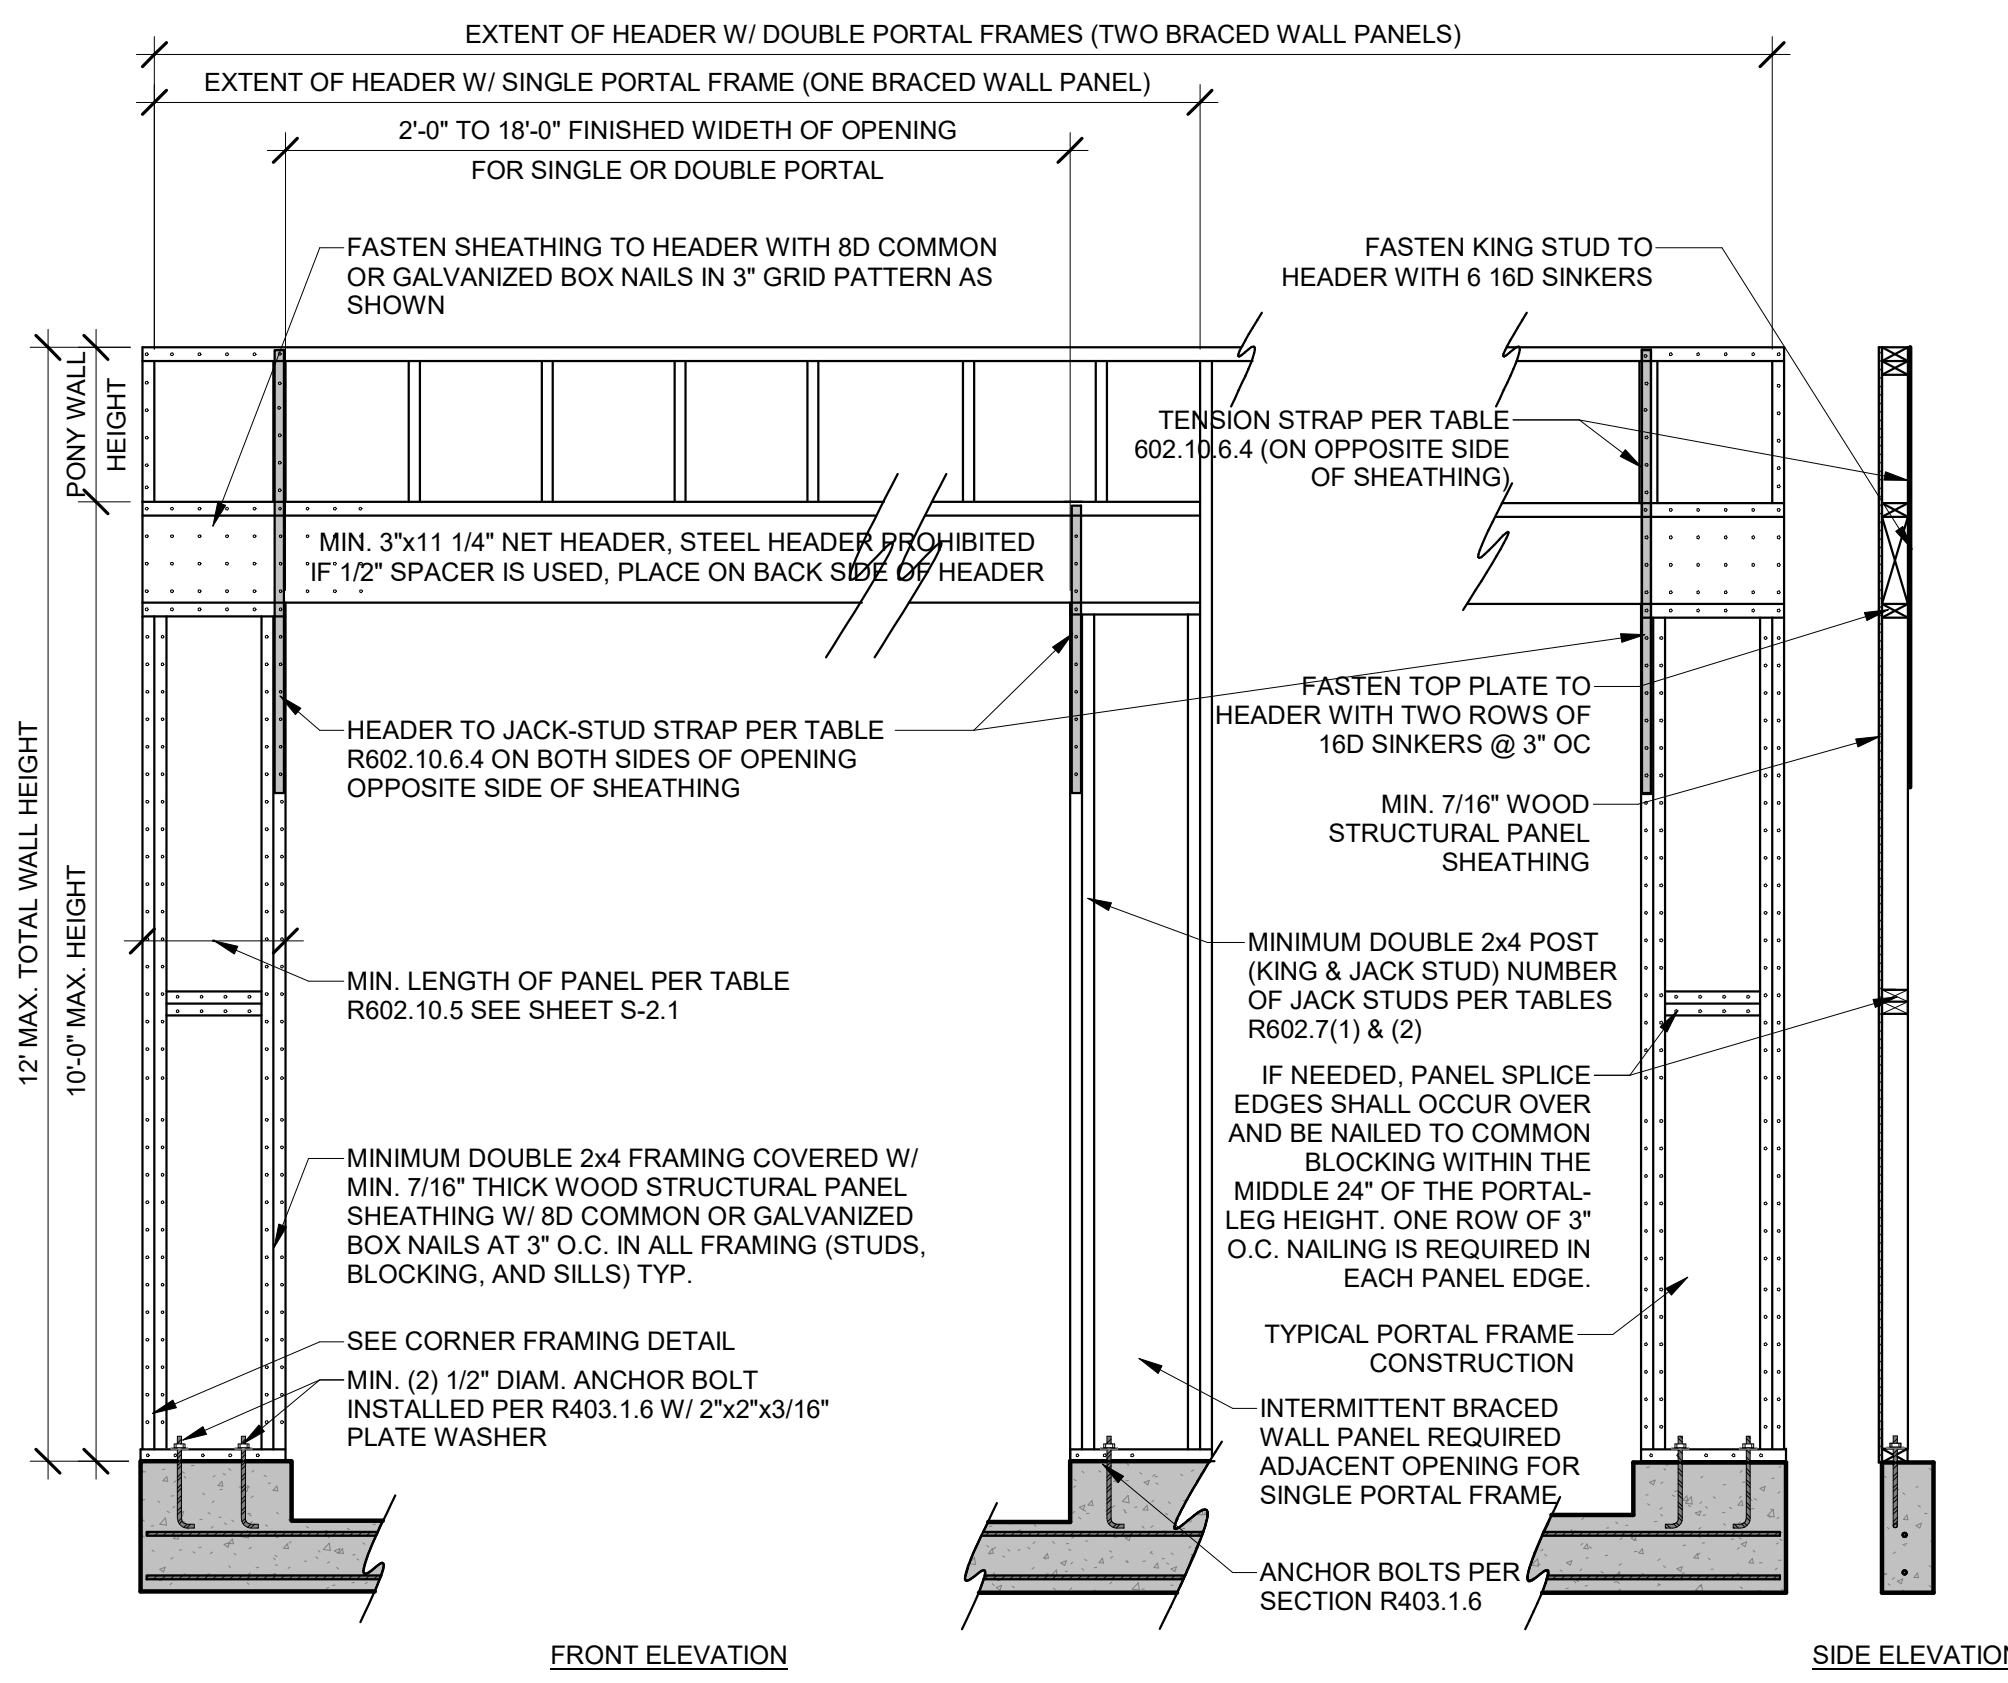 EXTENT OF HEADER W/ DOUBLE PORTAL FRAMES (TWO BRACED WALL PANELS)
EXTENT OF HEADER W/ SINGLE PORTAL FRAME (ONE BRACED WALL PANEL)
2'-0" TO 18'-0" FINISHED WIDETH OF OPENING
FOR SINGLE OR DOUBLE PORTAL
FASTEN SHEATHING TO HEADER WITH 8D COMMON
OR GALVANIZED BOX NAILS IN 3" GRID PATTERN AS
SHOWN
FASTEN KING STUD TO
HEADER WITH 6 16D SINKERS
PONY WALL
HEIGHT
TENSION STRAP PER TABLE
602.10.6.4 (ON OPPOSITE SIDE
OF SHEATHING)
MIN. 3"x11 1/4" NET HEADER, STEEL HEADER PROHIBITED
IF 1/2" SPACER IS USED, PLACE ON BACK SIDE OF HEADER
12' MAX. TOTAL WALL HEIGHT
10'-0" MAX. HEIGHT
HEADER TO JACK-STUD STRAP PER TABLE
R602.10.6.4 ON BOTH SIDES OF OPENING
OPPOSITE SIDE OF SHEATHING
FASTEN TOP PLATE TO
HEADER WITH TWO ROWS OF
16D SINKERS @ 3" OC
MIN. 7/16" WOOD
STRUCTURAL PANEL
SHEATHING
MIN. LENGTH OF PANEL PER TABLE
R602.10.5 SEE SHEET S-2.1
MINIMUM DOUBLE 2x4 POST
(KING & JACK STUD) NUMBER
OF JACK STUDS PER TABLES
R602.7(1) & (2)
IF NEEDED, PANEL SPLICE
EDGES SHALL OCCUR OVER
AND BE NAILED TO COMMON
BLOCKING WITHIN THE
MIDDLE 24" OF THE PORTAL-
LEG HEIGHT. ONE ROW OF 3"
O.C. NAILING IS REQUIRED IN
EACH PANEL EDGE.
MINIMUM DOUBLE 2x4 FRAMING COVERED W/
MIN. 7/16" THICK WOOD STRUCTURAL PANEL
SHEATHING W/ 8D COMMON OR GALVANIZED
BOX NAILS AT 3" O.C. IN ALL FRAMING (STUDS,
BLOCKING, AND SILLS) TYP.
SEE CORNER FRAMING DETAIL
MIN. (2) 1/2" DIAM. ANCHOR BOLT
INSTALLED PER R403.1.6 W/ 2"x2"x3/16"
PLATE WASHER
TYPICAL PORTAL FRAME
CONSTRUCTION
INTERMITTENT BRACED
WALL PANEL REQUIRED
ADJACENT OPENING FOR
SINGLE PORTAL FRAME
ANCHOR BOLTS PER
SECTION R403.1.6
FRONT ELEVATION
SIDE ELEVATION